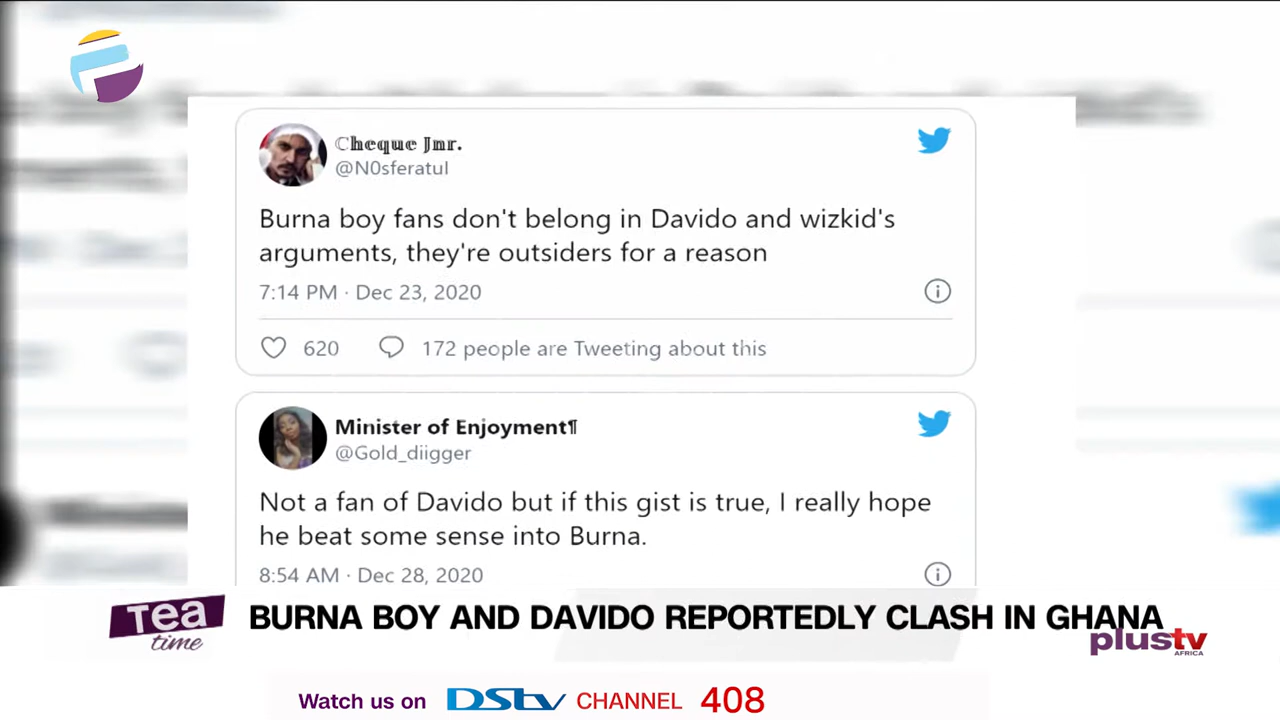 Cheque Jnr.
@N0sferatul
Burna boy fans don't belong in Davido and wizkid's
arguments, they're outsiders for a reason
7:14 PM · Dec 23, 2020
620 172 people are Tweeting about this
Minister of Enjoyment¶
@Gold_diigger
Not a fan of Davido but if this gist is true, I really hope
he beat some sense into Burna.
8:54 AM · Dec 28, 2020
Tea
time
BURNA BOY AND DAVIDO REPORTEDLY CLASH IN GHANA
plustv
AFRICA
Watch us on DStv CHANNEL 408